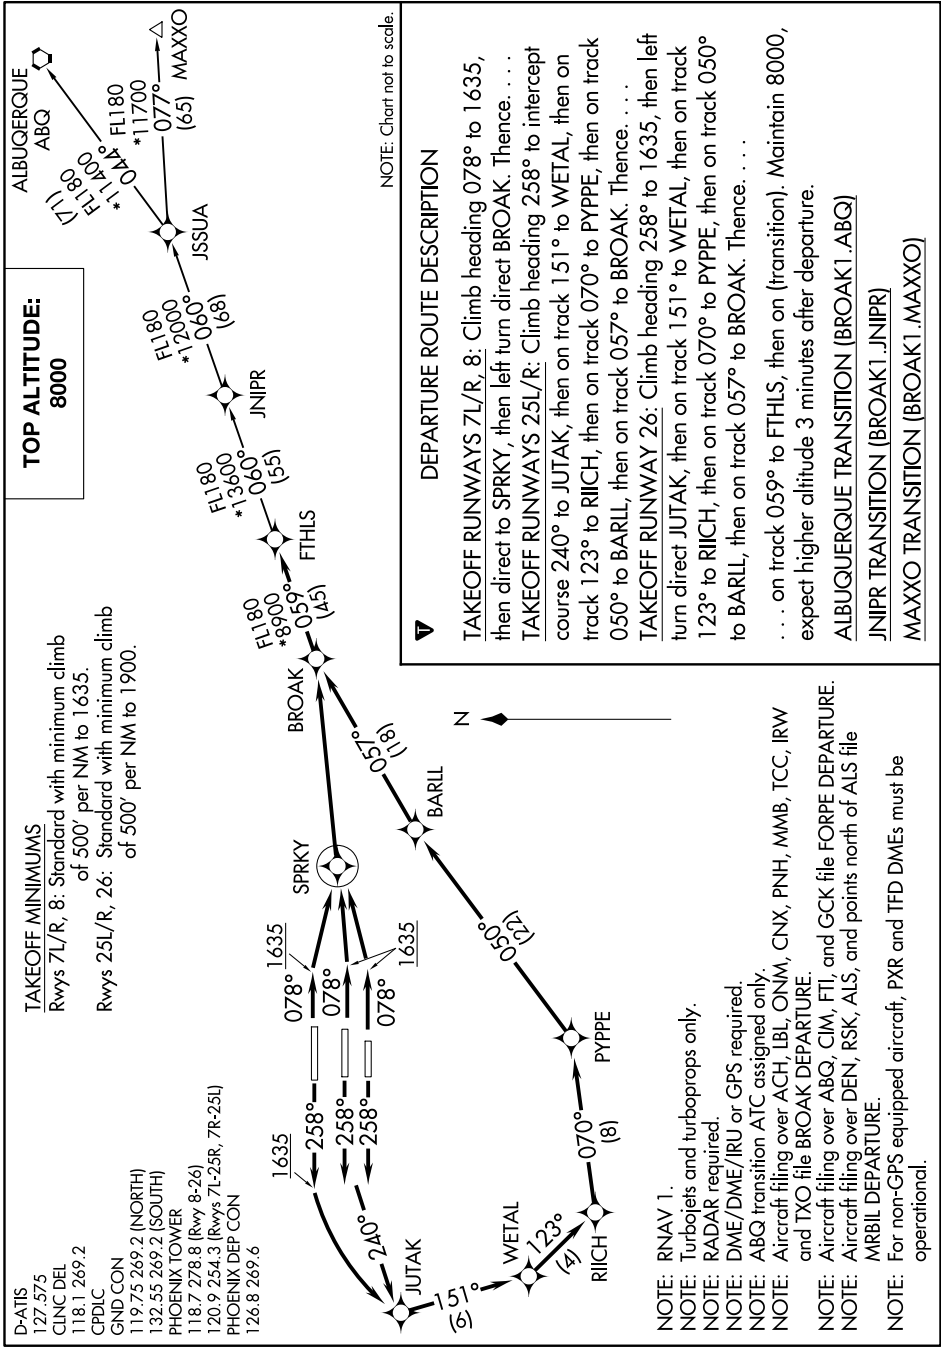 D-ATIS
127.575
CLNC DEL
118.1 269.2
CPDLC
GND CON
119.75 269.2 (NORTH)
132.55 269.2 (SOUTH)
PHOENIX TOWER
118.7 278.8 (Rwy 8-26)
120.9 254.3 (Rwys 7L-25R, 7R-25L)
PHOENIX DEP CON
126.8 269.6
TAKEOFF MINIMUMS
Rwys 7L/R, 8: Standard with minimum climb
of 500' per NM to 1635.
Rwys 25L/R, 26: Standard with minimum climb
of 500' per NM to 1900.
TOP ALTITUDE:
8000
ALBUQUERQUE
ABQ
(71)
FL180
*11400
044°
FL180
*11700
077°
(65)
MAXXO
JSSUA
FL180
*12000
060°
(68)
JNIPR
FL180
*13600
060°
(55)
FTHLS
FL180
*8900
059°
(45)
BROAK
SPRKY
1635
078°
078°
078°
1635
1635
258°
258°
258°
240°
JUTAK
151°
(6)
WETAL
123°
(4)
RIICH
070°
(8)
PYPPE
050°
(22)
BARLL
057°
(18)
N
NOTE: Chart not to scale.
NOTE: RNAV 1.
NOTE: Turbojets and turboprops only.
NOTE: RADAR required.
NOTE: DME/DME/IRU or GPS required.
NOTE: ABQ transition ATC assigned only.
NOTE: Aircraft filing over ACH, LBL, ONM, CNX, PNH, MMB, TCC, IRW
and TXO file BROAK DEPARTURE.
NOTE: Aircraft filing over ABQ, CIM, FTI, and GCK file FORPE DEPARTURE.
NOTE: Aircraft filing over DEN, RSK, ALS, and points north of ALS file
MRBIL DEPARTURE.
NOTE: For non-GPS equipped aircraft, PXR and TFD DMEs must be
operational.
T
DEPARTURE ROUTE DESCRIPTION
TAKEOFF RUNWAYS 7L/R, 8: Climb heading 078° to 1635,
then direct to SPRKY, then left turn direct BROAK. Thence. . . .
TAKEOFF RUNWAYS 25L/R: Climb heading 258° to intercept
course 240° to JUTAK, then on track 151° to WETAL, then on
track 123° to RIICH, then on track 070° to PYPPE, then on track
050° to BARLL, then on track 057° to BROAK. Thence. . . .
TAKEOFF RUNWAY 26: Climb heading 258° to 1635, then left
turn direct JUTAK, then on track 151° to WETAL, then on track
123° to RIICH, then on track 070° to PYPPE, then on track 050°
to BARLL, then on track 057° to BROAK. Thence. . . .
. . . on track 059° to FTHLS, then on (transition). Maintain 8000,
expect higher altitude 3 minutes after departure.
ALBUQUERQUE TRANSITION (BROAK1.ABQ)
JNIPR TRANSITION (BROAK1.JNIPR)
MAXXO TRANSITION (BROAK1.MAXXO)